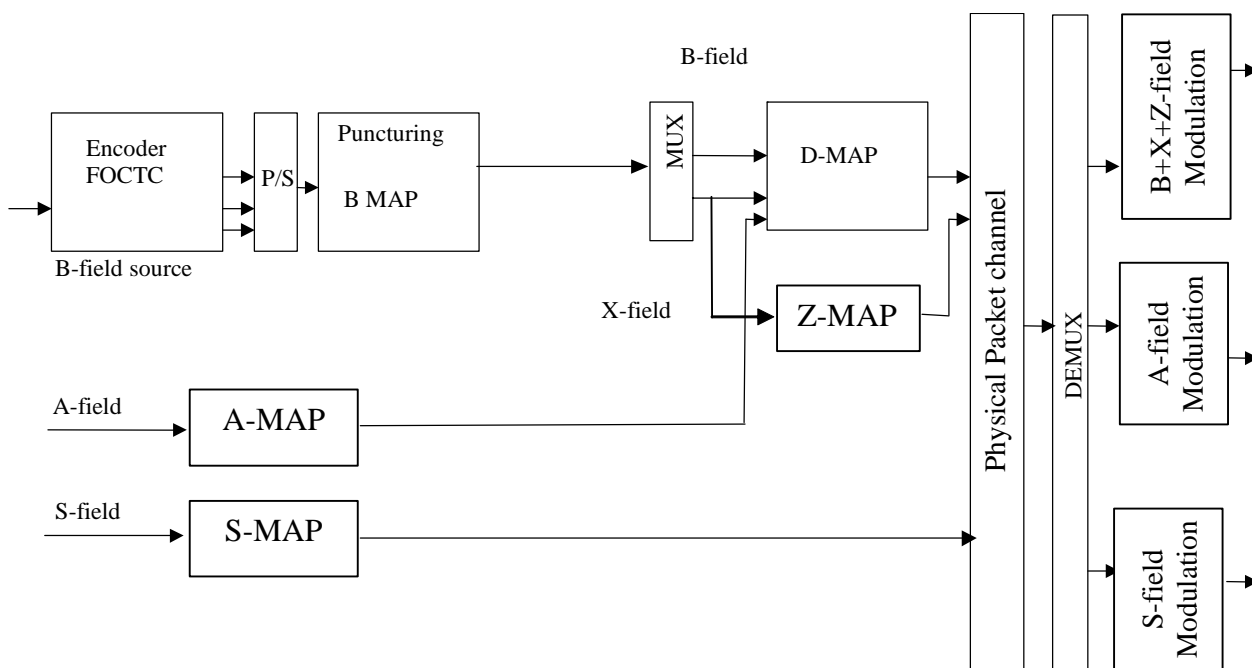 B-field
Encoder
FOCTC
P/S
Puncturing
B MAP
MUX
D-MAP
B-field source
X-field
Z-MAP
A-field
A-MAP
S-field
S-MAP
Physical Packet channel
DEMUX
B+X+Z-field
Modulation
A-field
Modulation
S-field
Modulation